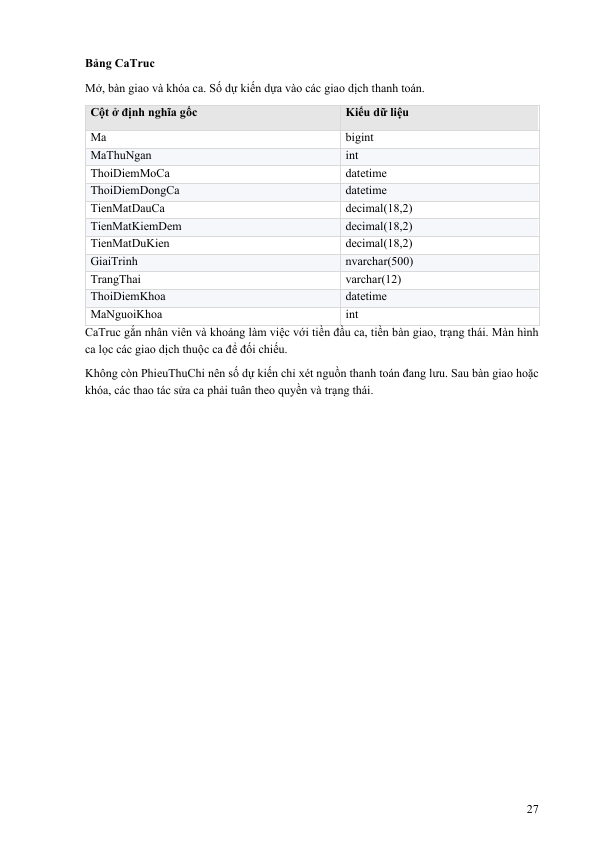 Bảng CaTruc
Mở, bàn giao và khóa ca. Số dự kiến dựa vào các giao dịch thanh toán.
Cột ở định nghĩa gốc Kiểu dữ liệu
Ma bigint
MaThuNgan int
ThoiDiemMoCa datetime
ThoiDiemDongCa datetime
TienMatDauCa decimal(18,2)
TienMatKiemDem decimal(18,2)
TienMatDuKien decimal(18,2)
GiaiTrinh nvarchar(500)
TrangThai varchar(12)
ThoiDiemKhoa datetime
MaNguoiKhoa int
CaTruc gắn nhân viên và khoảng làm việc với tiền đầu ca, tiền bàn giao, trạng thái. Màn hình
ca lọc các giao dịch thuộc ca để đối chiếu.
Không còn PhieuThuChi nên số dự kiến chỉ xét nguồn thanh toán đang lưu. Sau bàn giao hoặc
khóa, các thao tác sửa ca phải tuân theo quyền và trạng thái.
27